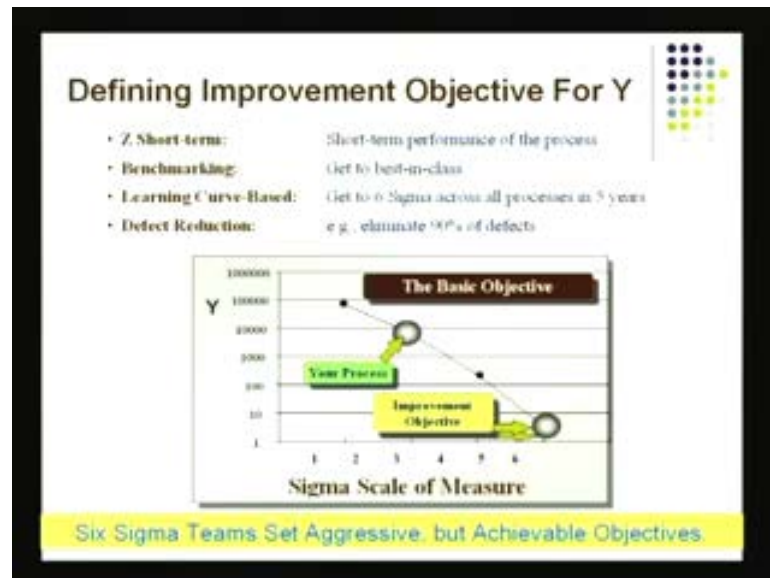 Defining Improvement Objective For Y
• Z Short-term: Short-term performance of the process
• Benchmarking: Get to best-in-class
• Learning Curve-Based: Get to 6 Sigma across all processes in 5 years
• Defect Reduction: e.g., eliminate 90% of defects
The Basic Objective
Y
1000000
100000
10000
1000
100
10
1
Your Process
Improvement
Objective
1 2 3 4 5 6
Sigma Scale of Measure
Six Sigma Teams Set Aggressive, but Achievable Objectives.